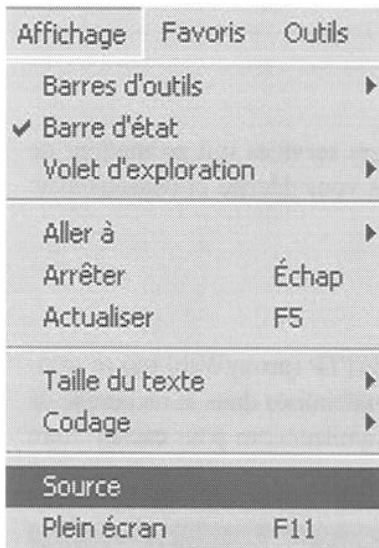 Affichage Favoris Outils
Barres d'outils
Barre d'état
Volet d'exploration
Aller à
Arrêter Échap
Actualiser F5
Taille du texte
Codage
Source
Plein écran F11